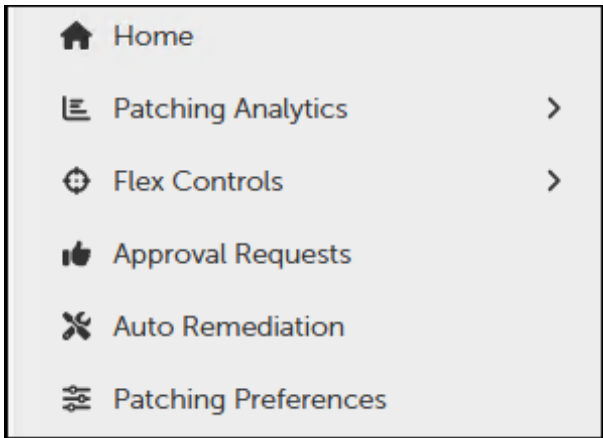 Home
Patching Analytics
Flex Controls
Approval Requests
Auto Remediation
Patching Preferences